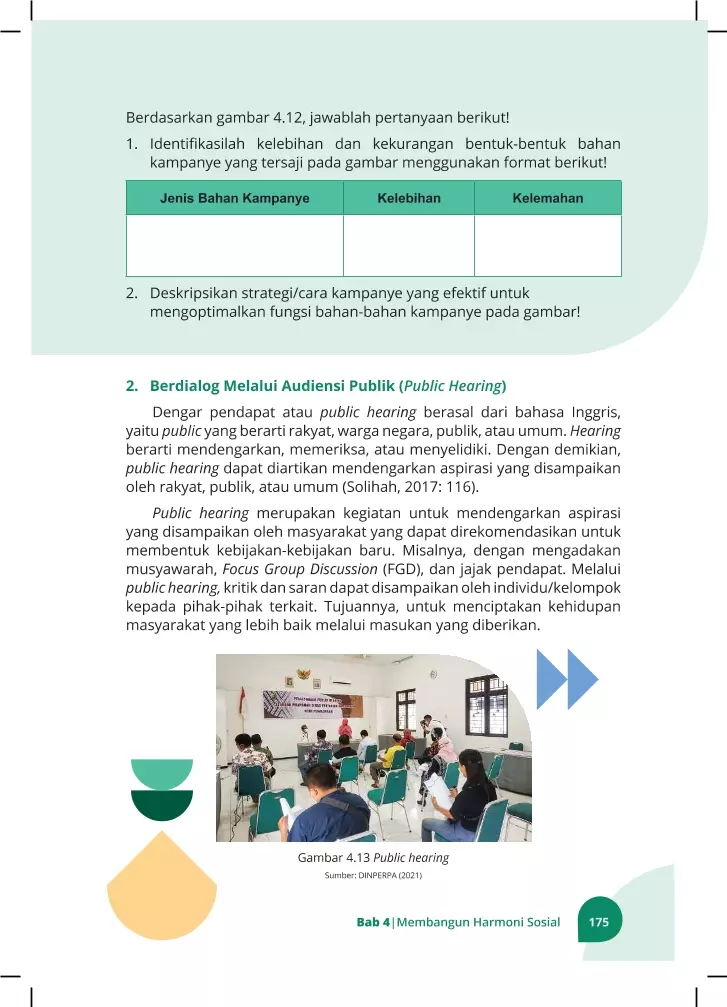 Berdasarkan gambar 4.12, jawablah pertanyaan berikut!
1. Identifikasilah kelebihan dan kekurangan bentuk-bentuk bahan
kampanye yang tersaji pada gambar menggunakan format berikut!
Jenis Bahan Kampanye Kelebihan Kelemahan
2. Deskripsikan strategi/cara kampanye yang efektif untuk
mengoptimalkan fungsi bahan-bahan kampanye pada gambar!
2. Berdialog Melalui Audiensi Publik (Public Hearing)
Dengar pendapat atau public hearing berasal dari bahasa Inggris,
yaitu public yang berarti rakyat, warga negara, publik, atau umum. Hearing
berarti mendengarkan, memeriksa, atau menyelidiki. Dengan demikian,
public hearing dapat diartikan mendengarkan aspirasi yang disampaikan
oleh rakyat, publik, atau umum (Solihah, 2017: 116).
Public hearing merupakan kegiatan untuk mendengarkan aspirasi
yang disampaikan oleh masyarakat yang dapat direkomendasikan untuk
membentuk kebijakan-kebijakan baru. Misalnya, dengan mengadakan
musyawarah, Focus Group Discussion (FGD), dan jajak pendapat. Melalui
public hearing, kritik dan saran dapat disampaikan oleh individu/kelompok
kepada pihak-pihak terkait. Tujuannya, untuk menciptakan kehidupan
masyarakat yang lebih baik melalui masukan yang diberikan.
Gambar 4.13 Public hearing
Sumber: DINPERPA (2021)
Bab 4|Membangun Harmoni Sosial 175